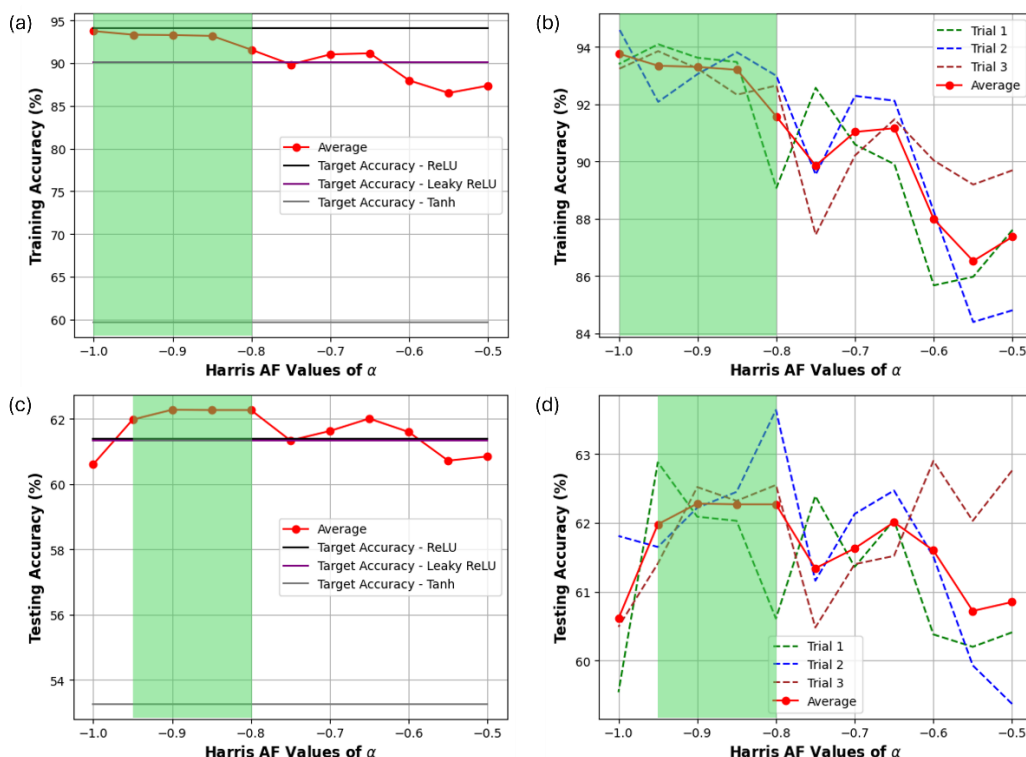 (a)
Training Accuracy (%)
95
90
85
80
75
70
65
60
Average
Target Accuracy - ReLU
Target Accuracy - Leaky ReLU
Target Accuracy - Tanh
−1.0 −0.9 −0.8 −0.7 −0.6 −0.5
Harris AF Values of α
(b)
Training Accuracy (%)
94
92
90
88
86
84
Trial 1
Trial 2
Trial 3
Average
−1.0 −0.9 −0.8 −0.7 −0.6 −0.5
Harris AF Values of α
(c)
Testing Accuracy (%)
62
60
58
56
54
Average
Target Accuracy - ReLU
Target Accuracy - Leaky ReLU
Target Accuracy - Tanh
−1.0 −0.9 −0.8 −0.7 −0.6 −0.5
Harris AF Values of α
(d)
Testing Accuracy (%)
63
62
61
60
Trial 1
Trial 2
Trial 3
Average
−1.0 −0.9 −0.8 −0.7 −0.6 −0.5
Harris AF Values of α